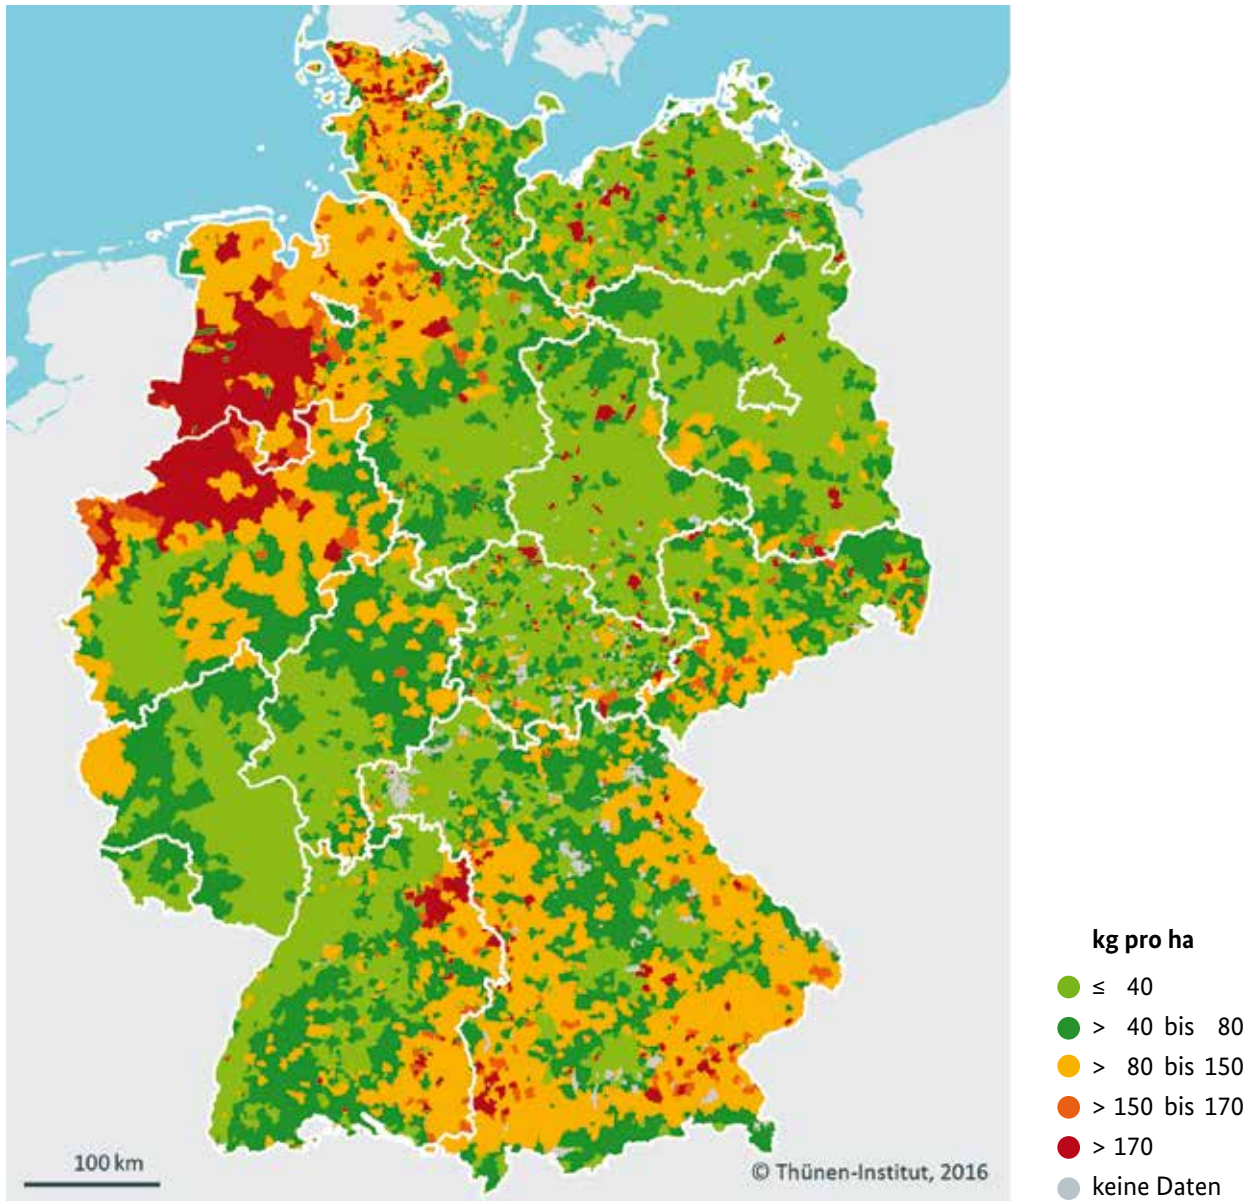 kg pro ha
≤ 40
> 40 bis 80
> 80 bis 150
> 150 bis 170
> 170
keine Daten
100 km
© Thünen-Institut, 2016